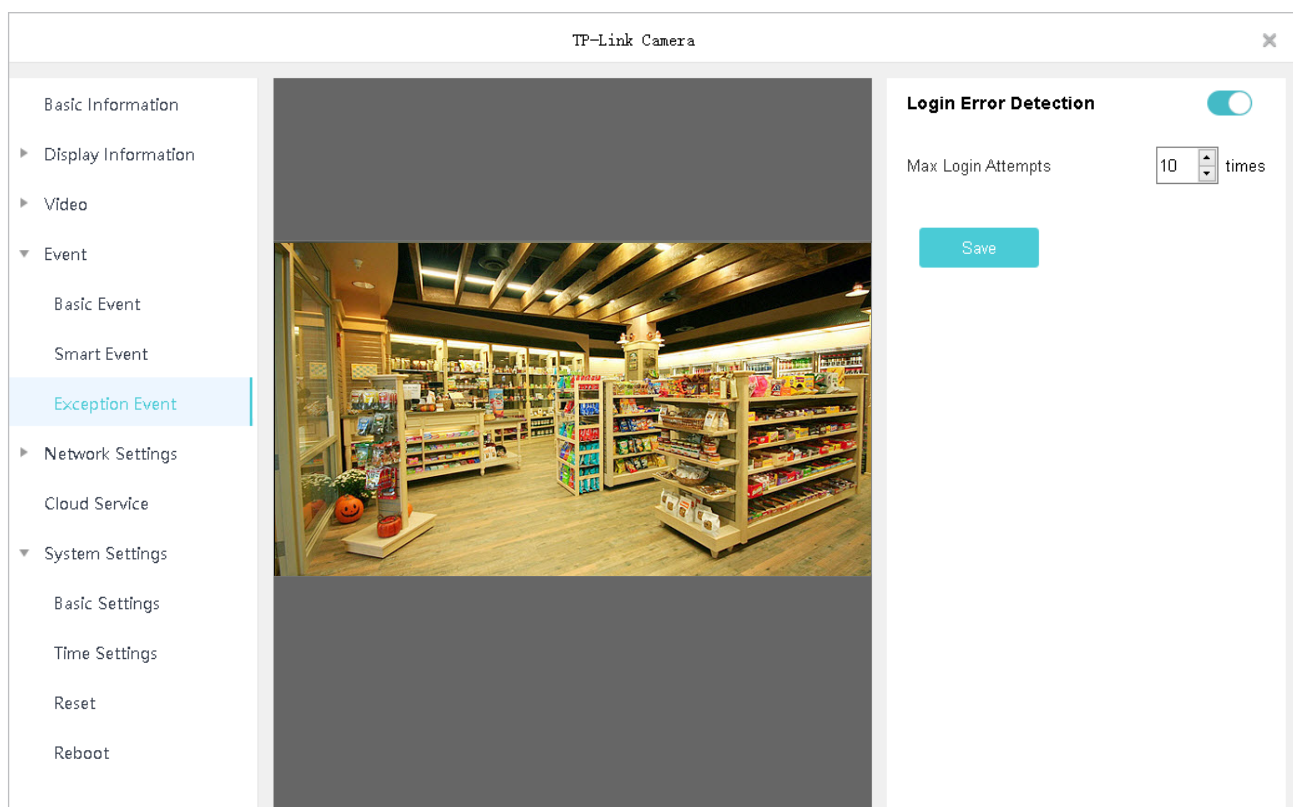 TP-Link Camera
Basic Information
Display Information
Video
Event
Basic Event
Smart Event
Exception Event
Network Settings
Cloud Service
System Settings
Basic Settings
Time Settings
Reset
Reboot
Login Error Detection
Max Login Attempts 10 times
Save